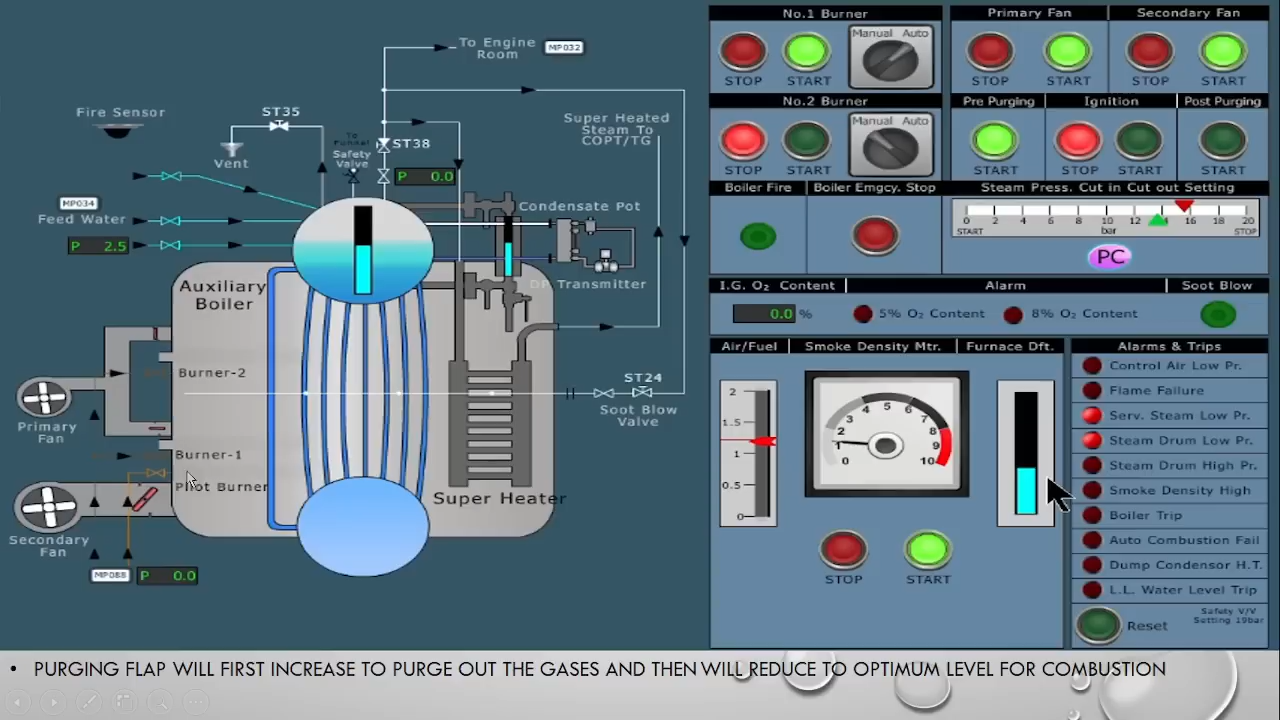 To Engine
Room
MP032
Fire Sensor
ST35
Vent
Safety
Valve
ST38
P 0.0
Super Heated
Steam To
COPT/TG
MP034
Feed Water
P 2.5
Condensate Pot
DP Transmitter
Auxiliary
Boiler
Burner-2
Primary
Fan
Burner-1
Pilot Burner
Secondary
Fan
MP088
P 0.0
ST24
Soot Blow
Valve
Super Heater
No.1 Burner
STOP
START
Manual Auto
Primary Fan
STOP
START
Secondary Fan
STOP
START
No.2 Burner
STOP
START
Manual Auto
Pre Purging
START
Ignition
STOP
START
Post Purging
START
Boiler Fire
Boiler Emgcy. Stop
Steam Press. Cut in Cut out Setting
0 2 4 6 8 10 12 14 16 18 20
START
bar
STOP
PC
I.G. O₂ Content
Alarm
Soot Blow
0.0 %
5% O₂ Content
8% O₂ Content
Air/Fuel
Smoke Density Mtr.
Furnace Dft.
2
1.5
1
0.5
0
0 1 2 3 4 5 6 7 8 9 10
STOP
START
Alarms & Trips
Control Air Low Pr.
Flame Failure
Serv. Steam Low Pr.
Steam Drum Low Pr.
Steam Drum High Pr.
Smoke Density High
Boiler Trip
Auto Combustion Fail
Dump Condensor H.T.
L.L. Water Level Trip
Reset
Safety V/V
Setting 19bar
• PURGING FLAP WILL FIRST INCREASE TO PURGE OUT THE GASES AND THEN WILL REDUCE TO OPTIMUM LEVEL FOR COMBUSTION